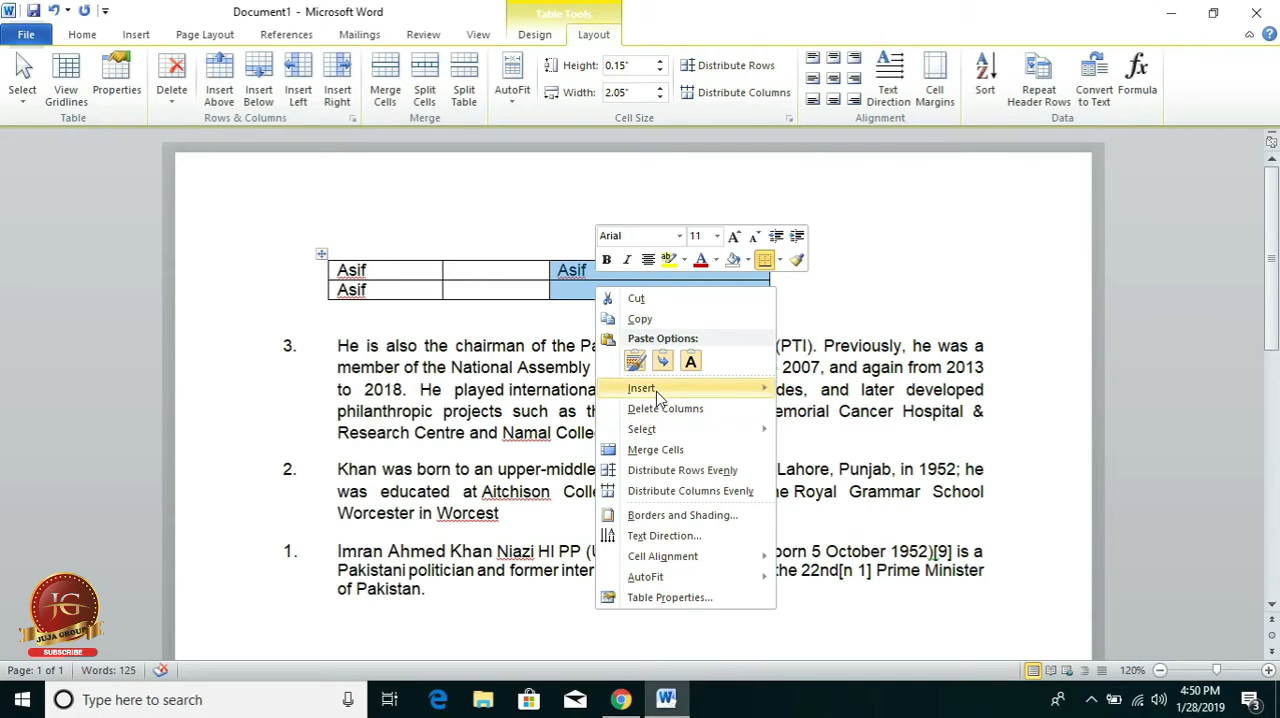 Document1 - Microsoft Word
Table Tools
File Home Insert Page Layout References Mailings Review View Design Layout
Select
View Gridlines
Properties
Delete
Insert Above
Insert Below
Insert Left
Insert Right
Merge Cells
Split Cells
Split Table
AutoFit
Height: 0.15"
Width: 2.05"
Distribute Rows
Distribute Columns
Text Direction
Cell Margins
Sort
Repeat Header Rows
Convert to Text
Formula
Table Rows & Columns Merge Cell Size Alignment Data
Arial 11
Asif Asif
Asif
Cut
Copy
Paste Options:
Insert
Delete Columns
Select
Merge Cells
Distribute Rows Evenly
Distribute Columns Evenly
Borders and Shading...
Text Direction...
Cell Alignment
AutoFit
Table Properties...
3. He is also the chairman of the Pa (PTI). Previously, he was a
member of the National Assembly 2007, and again from 2013
to 2018. He played internationa des, and later developed
philanthropic projects such as th emorial Cancer Hospital &
Research Centre and Namal Colle
2. Khan was born to an upper-middle Lahore, Punjab, in 1952; he
was educated at Aitchison Colle he Royal Grammar School
Worcester in Worcest
1. Imran Ahmed Khan Niazi HI PP (U born 5 October 1952)[9] is a
Pakistani politician and former inter the 22nd[n 1] Prime Minister
of Pakistan.
JG
JUJA GROUP
SUBSCRIBE
Page: 1 of 1 Words: 125 120%
Type here to search
4:50 PM
1/28/2019
3